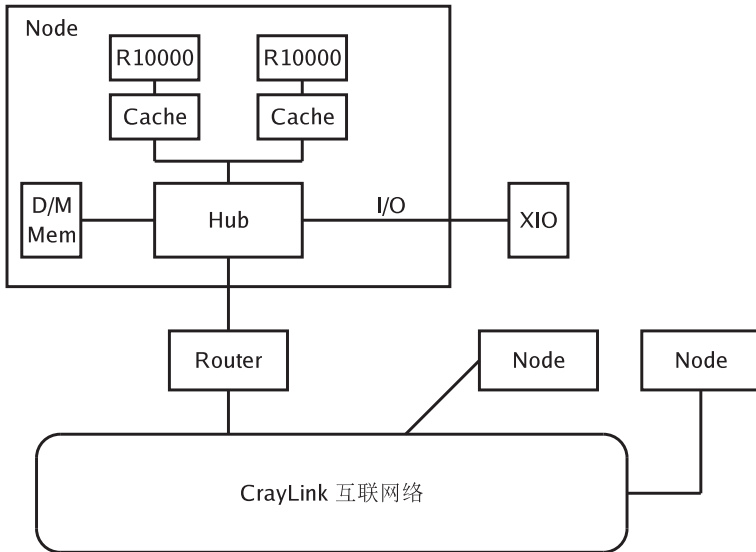 Node
R10000
R10000
Cache
Cache
D/M
Mem
Hub
I/O
XIO
Router
Node
Node
CrayLink 互联网络